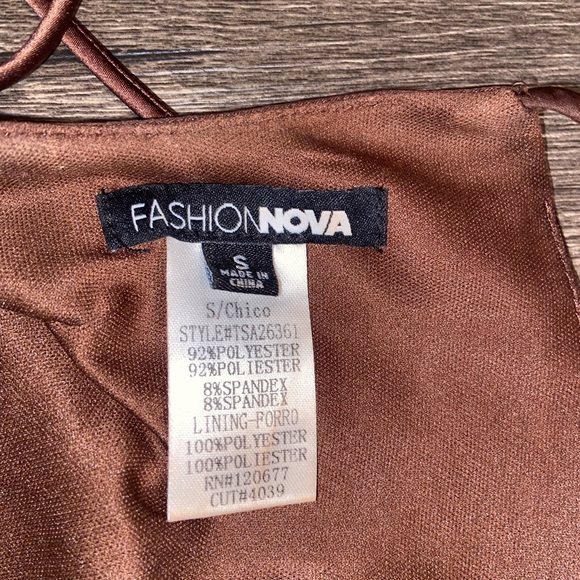 FASHIONNOVA
S
MADE IN
CHINA
S/Chico
STYLE#TSA26361
92%POLYESTER
92%POLIESTER
8%SPANDEX
8%SPANDEX
LINING-FORRO
100%POLYESTER
100%POLIESTER
RN#120677
CUT#4039